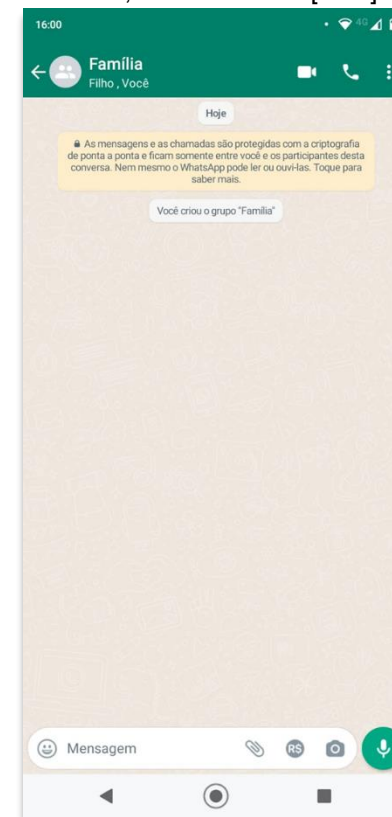 16:00
4G
Família
Filho , Você
Hoje
As mensagens e as chamadas são protegidas com a criptografia
de ponta a ponta e ficam somente entre você e os participantes desta
conversa. Nem mesmo o WhatsApp pode ler ou ouvi-las. Toque para
saber mais.
Você criou o grupo "Família"
Mensagem
R$